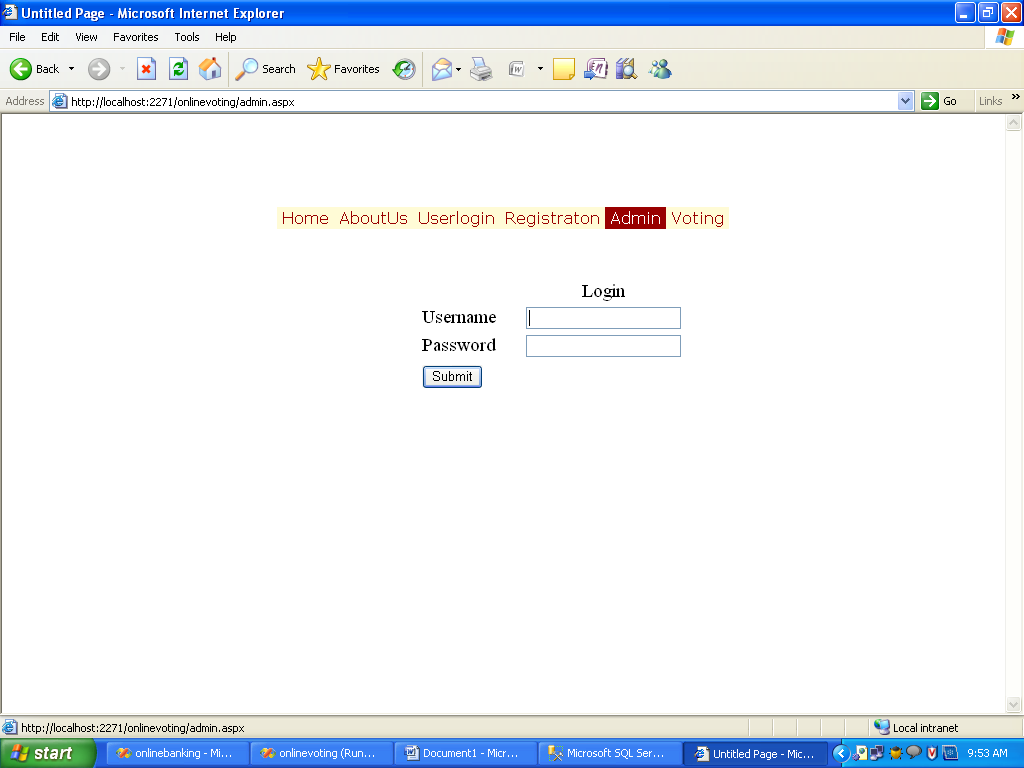 Untitled Page - Microsoft Internet Explorer
File Edit View Favorites Tools Help
Back Search Favorites
Address http://localhost:2271/onlinevoting/admin.aspx Go Links »
Home AboutUs Userlogin Registraton Admin Voting
Login
Username
Password
Submit
http://localhost:2271/onlinevoting/admin.aspx Local intranet
start onlinebanking - Mi... onlinevoting (Run... Document1 - Micr... Microsoft SQL Ser... Untitled Page - Mic... 9:53 AM